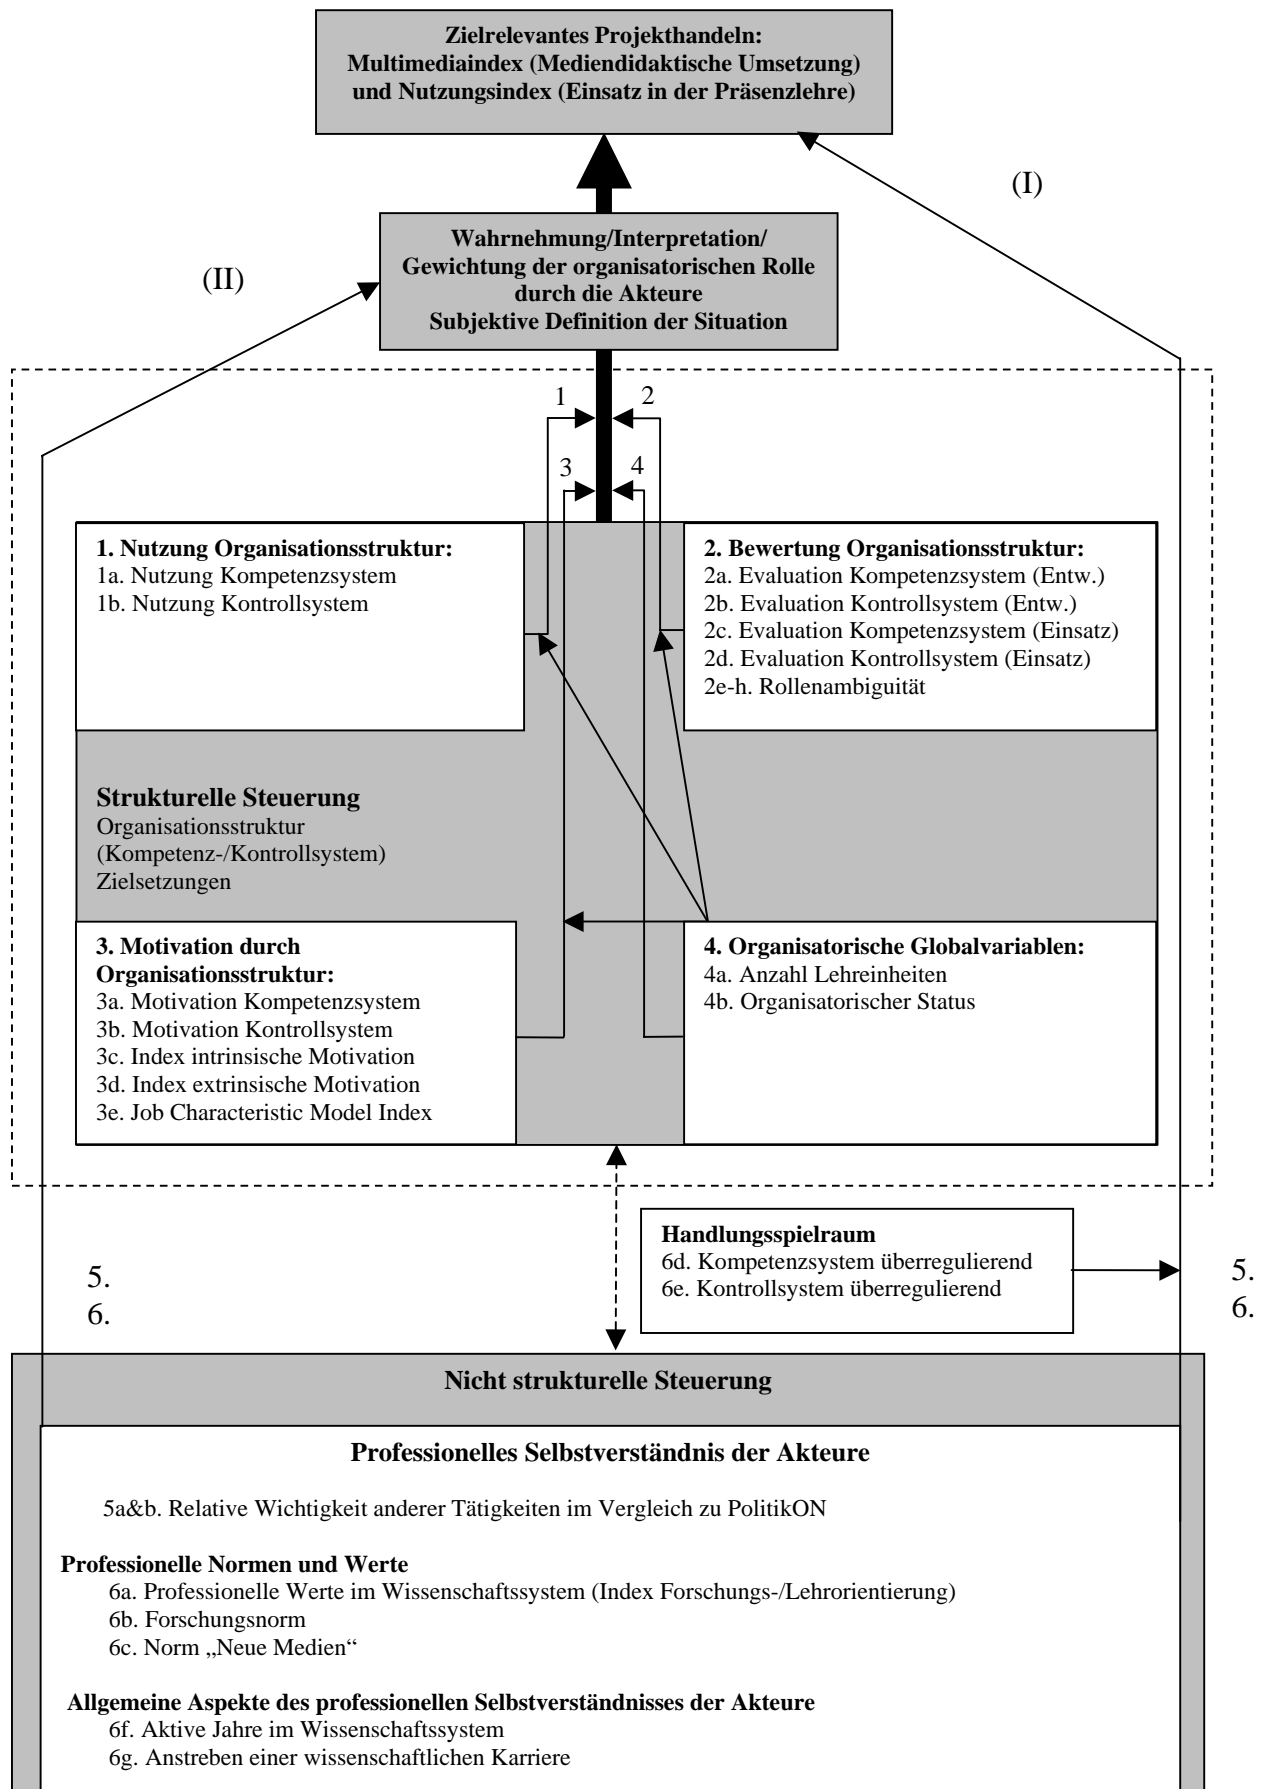 Zielrelevantes Projekthandeln:
Multimediaindex (Mediendidaktische Umsetzung)
und Nutzungsindex (Einsatz in der Präsenzlehre)
(I)
Wahrnehmung/Interpretation/
Gewichtung der organisatorischen Rolle
durch die Akteure
Subjektive Definition der Situation
(II)
1
2
3
4
1. Nutzung Organisationsstruktur:
1a. Nutzung Kompetenzsystem
1b. Nutzung Kontrollsystem
2. Bewertung Organisationsstruktur:
2a. Evaluation Kompetenzsystem (Entw.)
2b. Evaluation Kontrollsystem (Entw.)
2c. Evaluation Kompetenzsystem (Einsatz)
2d. Evaluation Kontrollsystem (Einsatz)
2e-h. Rollenambiguität
Strukturelle Steuerung
Organisationsstruktur
(Kompetenz-/Kontrollsystem)
Zielsetzungen
3. Motivation durch
Organisationsstruktur:
3a. Motivation Kompetenzsystem
3b. Motivation Kontrollsystem
3c. Index intrinsische Motivation
3d. Index extrinsische Motivation
3e. Job Characteristic Model Index
4. Organisatorische Globalvariablen:
4a. Anzahl Lehreinheiten
4b. Organisatorischer Status
Handlungsspielraum
6d. Kompetenzsystem überregulierend
6e. Kontrollsystem überregulierend
5.
6.
5.
6.
Nicht strukturelle Steuerung
Professionelles Selbstverständnis der Akteure
5a&b. Relative Wichtigkeit anderer Tätigkeiten im Vergleich zu PolitikON
Professionelle Normen und Werte
6a. Professionelle Werte im Wissenschaftssystem (Index Forschungs-/Lehrorientierung)
6b. Forschungsnorm
6c. Norm „Neue Medien“
Allgemeine Aspekte des professionellen Selbstverständnisses der Akteure
6f. Aktive Jahre im Wissenschaftssystem
6g. Anstreben einer wissenschaftlichen Karriere